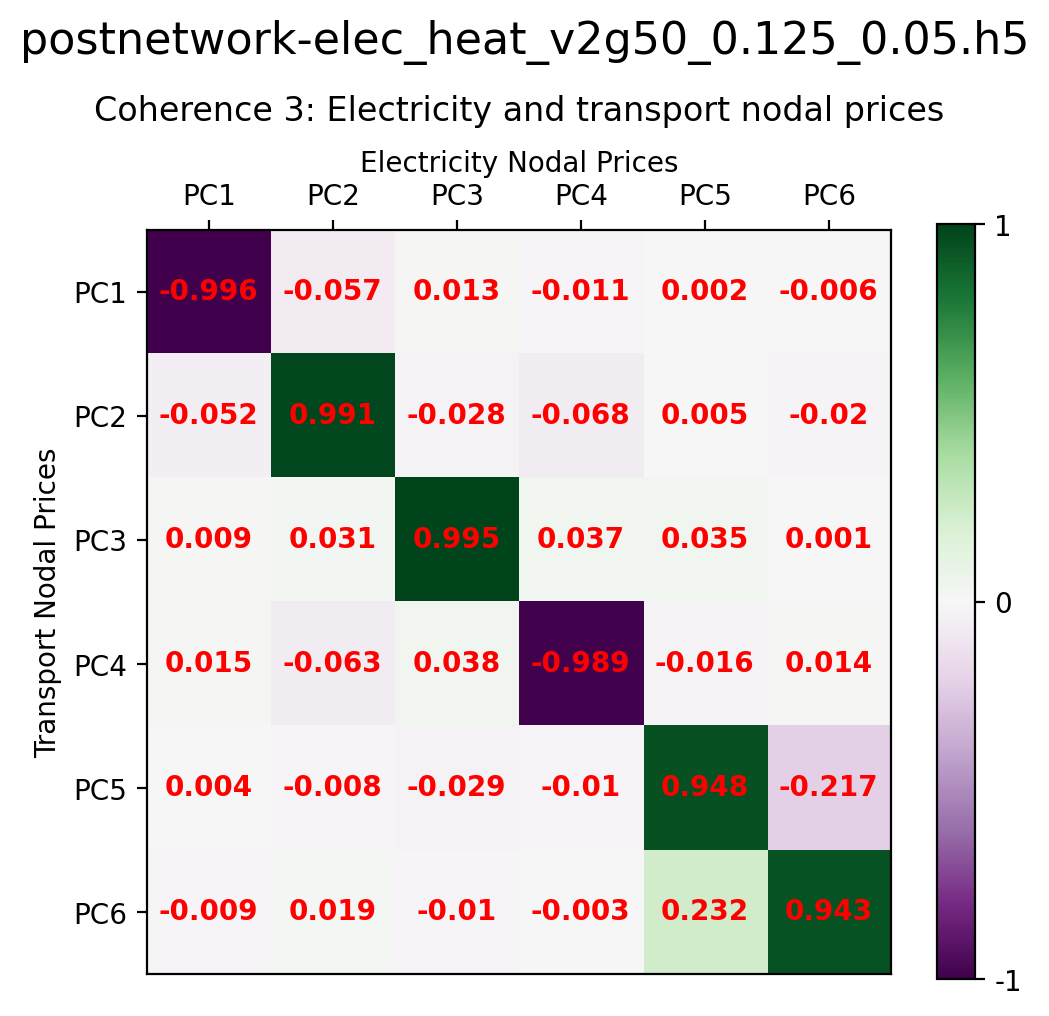 postnetwork-elec_heat_v2g50_0.125_0.05.h5
Coherence 3: Electricity and transport nodal prices
Electricity Nodal Prices
PC1 PC2 PC3 PC4 PC5 PC6
1
PC1 -0.996 -0.057 0.013 -0.011 0.002 -0.006
PC2 -0.052 0.991 -0.028 -0.068 0.005 -0.02
PC3 0.009 0.031 0.995 0.037 0.035 0.001
0
Transport Nodal Prices
PC4 0.015 -0.063 0.038 -0.989 -0.016 0.014
PC5 0.004 -0.008 -0.029 -0.01 0.948 -0.217
PC6 -0.009 0.019 -0.01 -0.003 0.232 0.943
-1